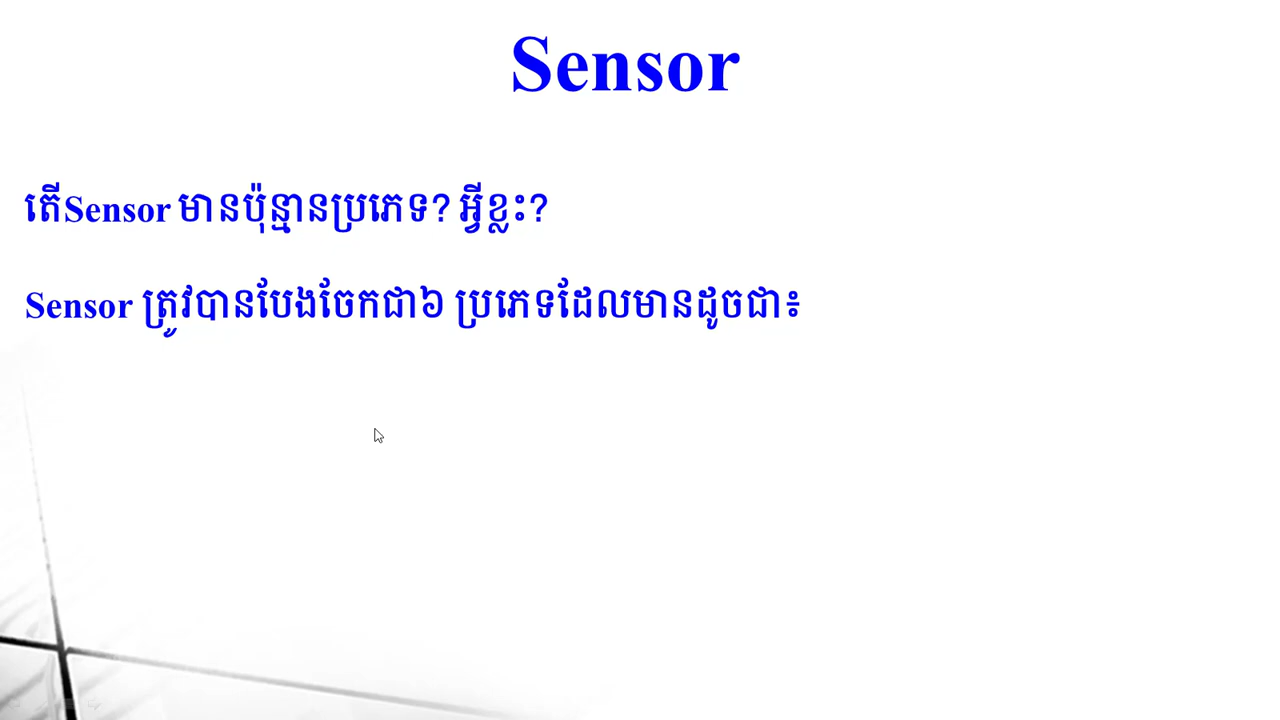 Sensor
តើSensor មានប៉ុន្មានប្រភេទ? អ្វីខ្លះ?
Sensor ត្រូវបានបែងចែកជា៦ ប្រភេទដែលមានដូចជា៖